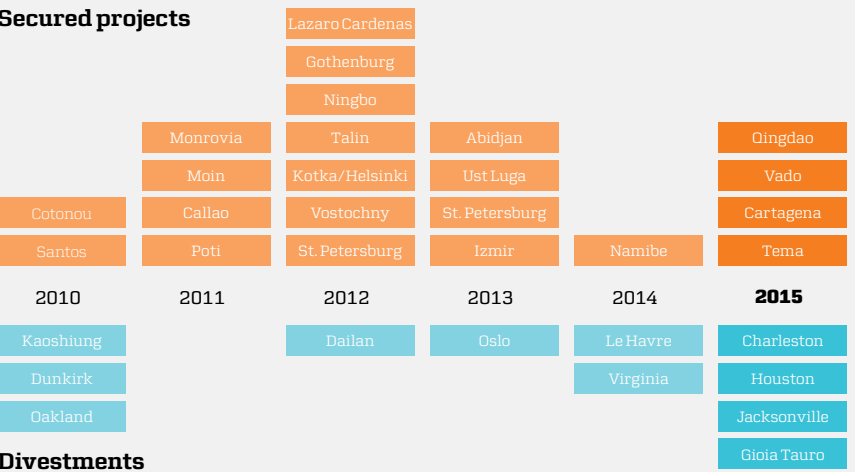 Secured projects
Lazaro Cardenas
Gothenburg
Ningbo
Monrovia Talin Abidjan Qingdao
Moin Kotka/Helsinki Ust Luga Vado
Cotonou Callao Vostochny St. Petersburg Cartagena
Santos Poti St. Petersburg Izmir Namibe Tema
2010 2011 2012 2013 2014 2015
Kaoshiung Dailan Oslo Le Havre Charleston
Dunkirk Virginia Houston
Oakland Jacksonville
Divestments Gioia Tauro